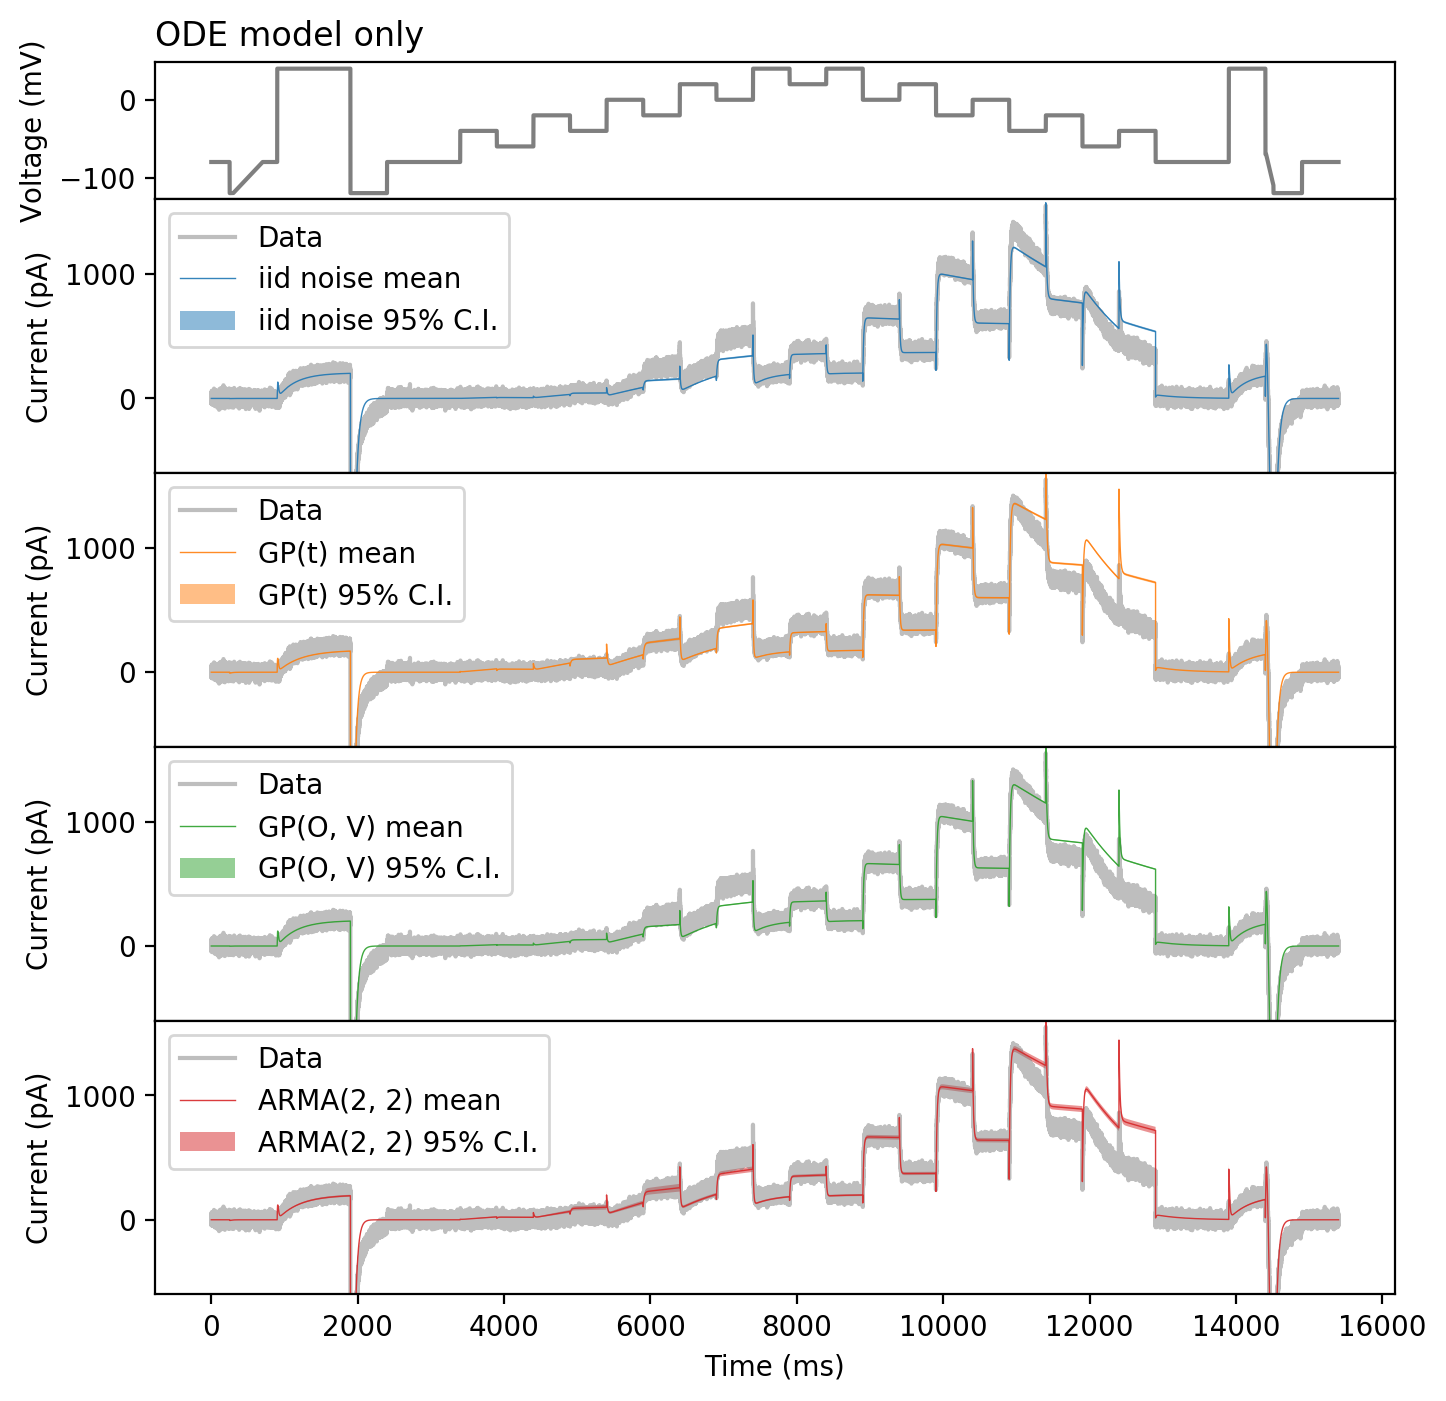 ODE model only
Voltage (mV)
0
−100
Current (pA)
1000
0
Data
iid noise mean
iid noise 95% C.I.
Current (pA)
1000
0
Data
GP(t) mean
GP(t) 95% C.I.
Current (pA)
1000
0
Data
GP(O, V) mean
GP(O, V) 95% C.I.
Current (pA)
1000
0
Data
ARMA(2, 2) mean
ARMA(2, 2) 95% C.I.
0 2000 4000 6000 8000 10000 12000 14000 16000
Time (ms)